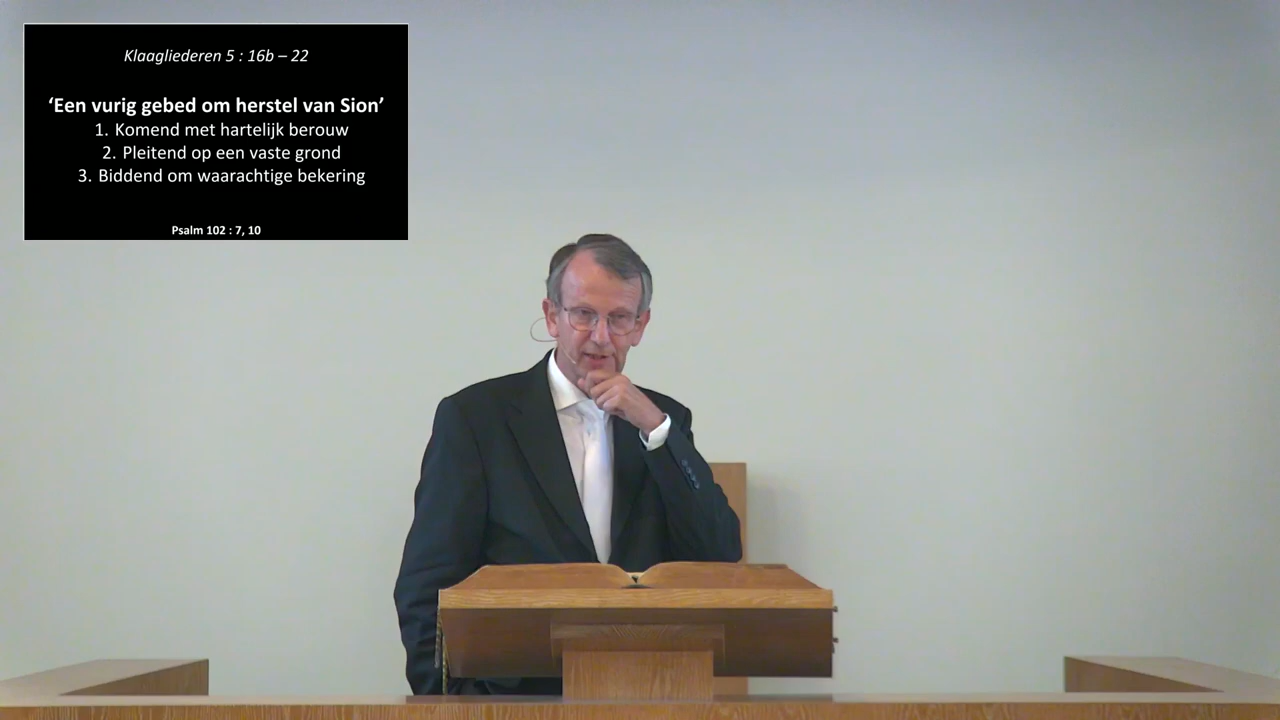 Klaagliederen 5 : 16b – 22
‘Een vurig gebed om herstel van Sion’
1. Komend met hartelijk berouw
2. Pleitend op een vaste grond
3. Biddend om waarachtige bekering
Psalm 102 : 7, 10